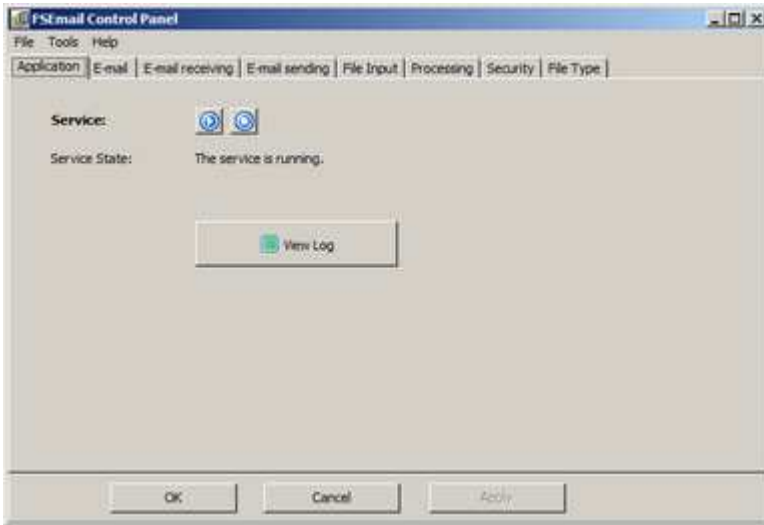 FSEmail Control Panel
File Tools Help
Application E-mail E-mail receiving E-mail sending File Input Processing Security File Type
Service:
Service State: The service is running.
View Log
OK Cancel Apply